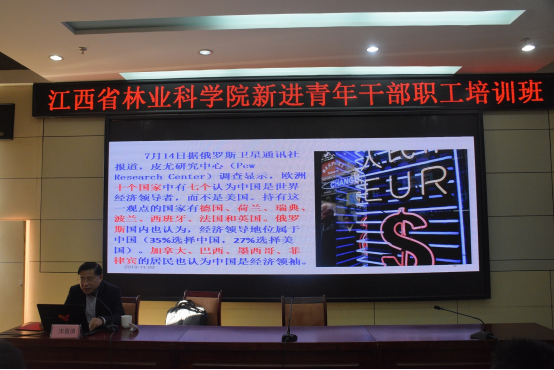 江西省林业科学院新进青年干部职工培训班
7月14日据俄罗斯卫星通讯社
报道，皮尤研究中心（Pew
Research Center）调查显示，欧洲
十个国家中有七个认为中国是世界
经济领导者，而不是美国。持有这
一观点的国家有德国、荷兰、瑞典、
波兰、西班牙、法国和英国。俄罗
斯国内也认为，经济领导地位属于
中国（35%选择中国，27%选择美
国）。加拿大、巴西、墨西哥、菲
律宾的居民也认为中国是经济领袖。
CHANGE
EUR
$